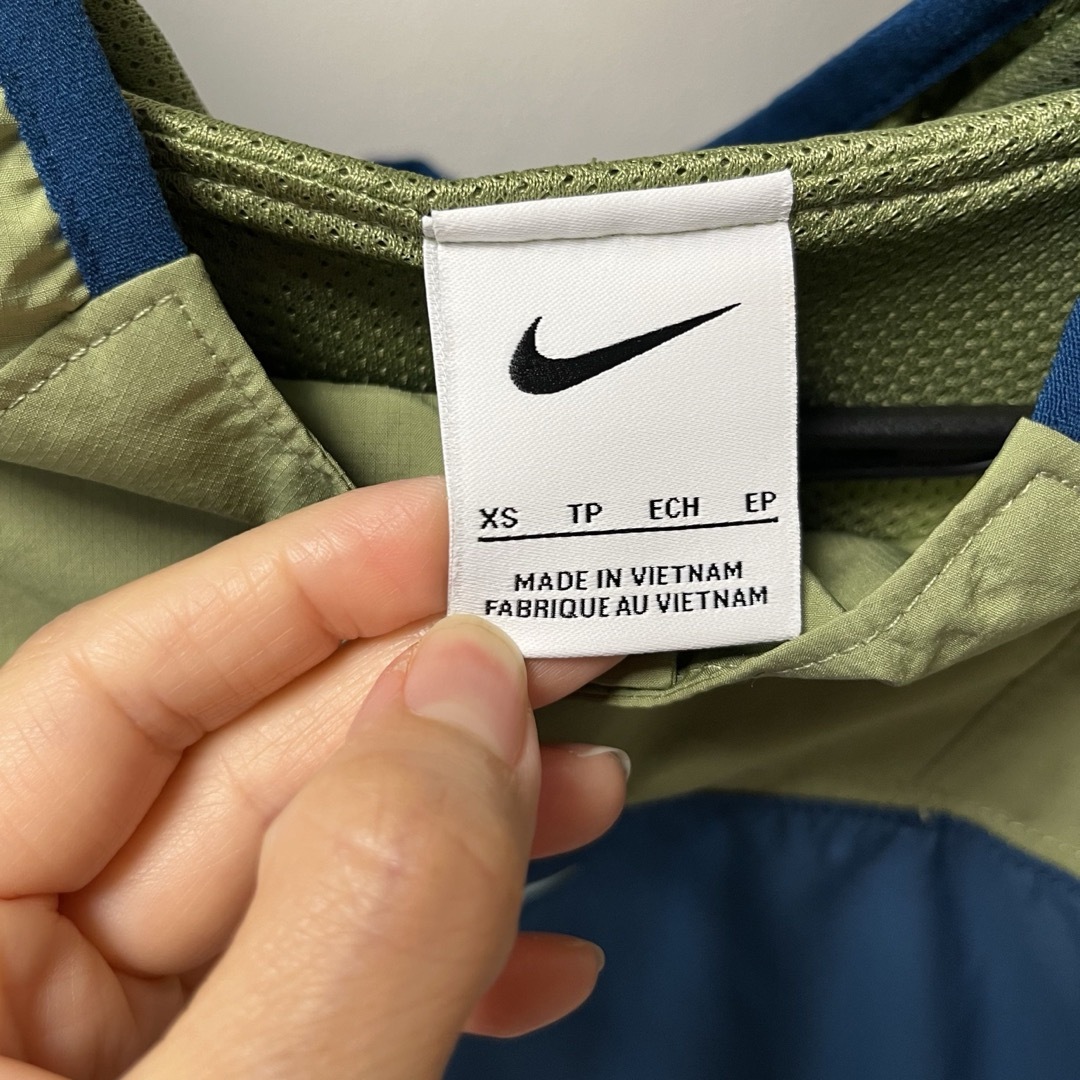 XS TP ECH EP
MADE IN VIETNAM
FABRIQUE AU VIETNAM